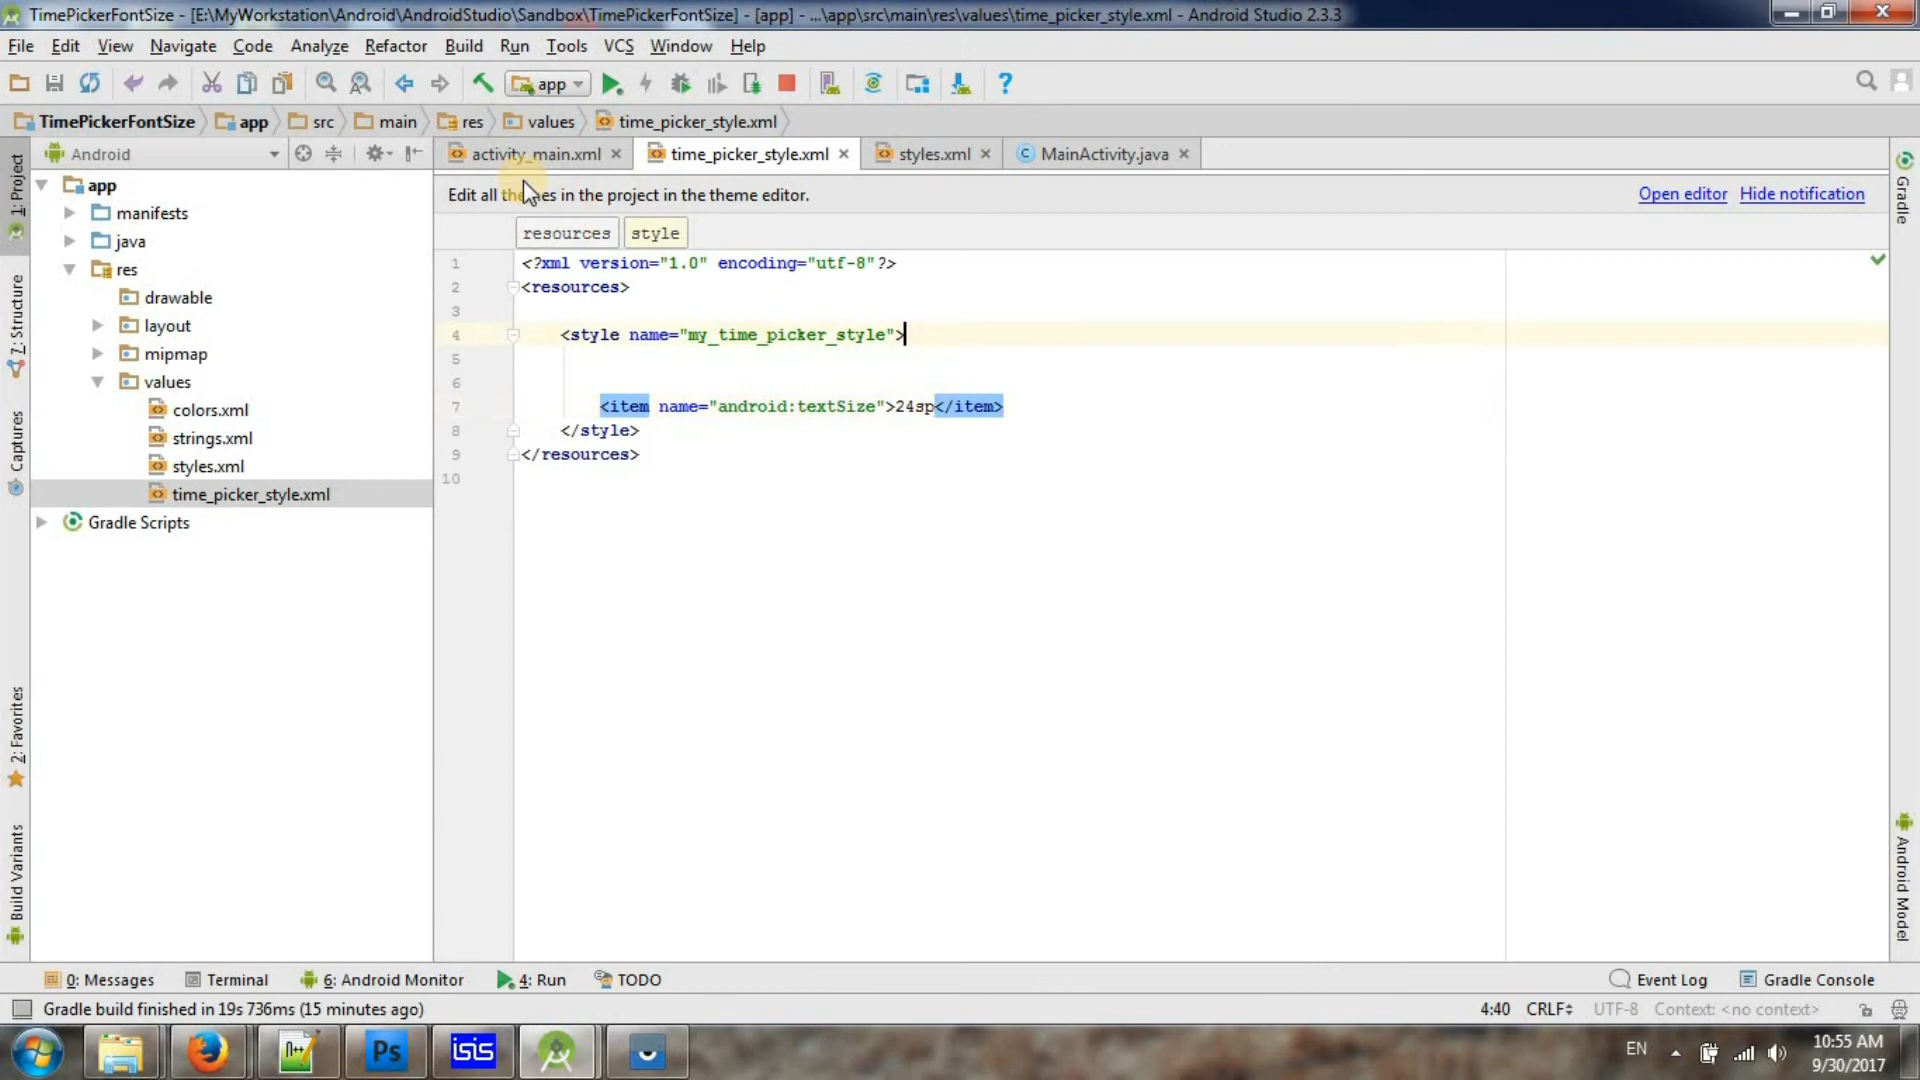 TimePickerFontSize - [E:\MyWorkstation\Android\AndroidStudio\Sandbox\TimePickerFontSize] - [app] - ...\app\src\main\res\values\time_picker_style.xml - Android Studio 2.3.3
File Edit View Navigate Code Analyze Refactor Build Run Tools VCS Window Help
app
TimePickerFontSize app src main res values time_picker_style.xml
Android
activity_main.xml time_picker_style.xml styles.xml MainActivity.java
Edit all themes in the project in the theme editor. Open editor Hide notification
resources style
1 <?xml version="1.0" encoding="utf-8"?>
2 <resources>
3
4 <style name="my_time_picker_style">
5
6
7 <item name="android:textSize">24sp</item>
8 </style>
9 </resources>
10
app
manifests
java
res
drawable
layout
mipmap
values
colors.xml
strings.xml
styles.xml
time_picker_style.xml
Gradle Scripts
1: Project
7: Structure
Captures
2: Favorites
Build Variants
Gradle
Android Model
0: Messages Terminal 6: Android Monitor 4: Run TODO Event Log Gradle Console
Gradle build finished in 19s 736ms (15 minutes ago) 4:40 CRLF UTF-8 Context: <no context>
N++ Ps isis
EN 10:55 AM
9/30/2017